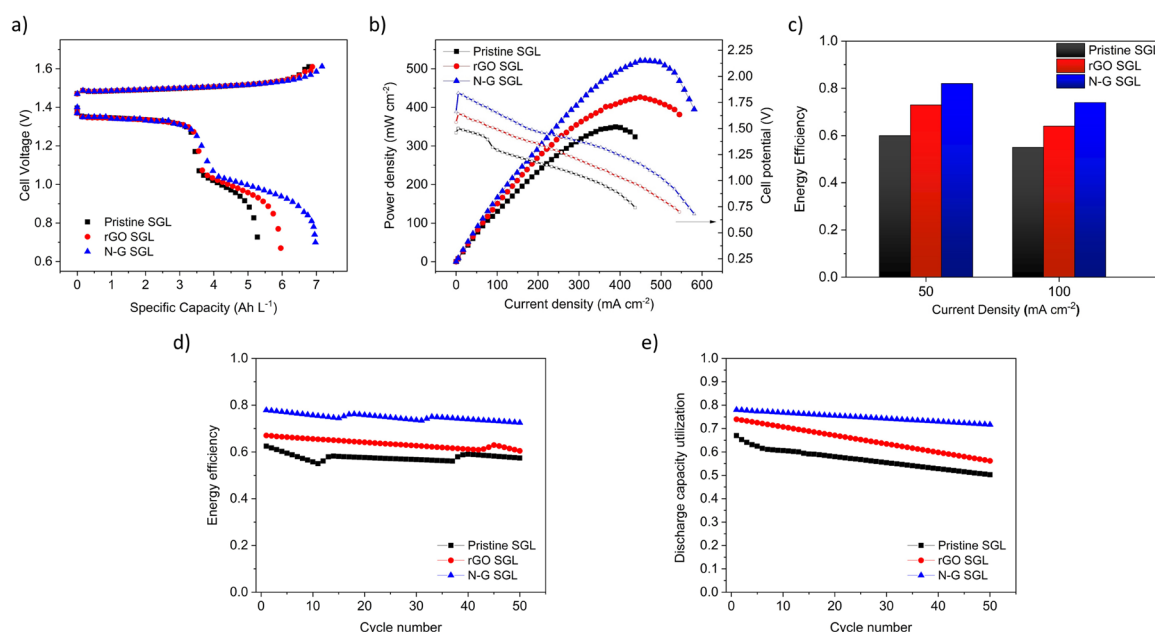 a)
1.6
1.4
1.2
1.0
0.8
0.6
Cell Voltage (V)
Pristine SGL
rGO SGL
N-G SGL
0 1 2 3 4 5 6 7
Specific Capacity (Ah L⁻¹)
b)
500
400
300
200
100
0
Power density (mW cm⁻²)
Pristine SGL
rGO SGL
N-G SGL
2.25
2.00
1.75
1.50
1.25
1.00
0.75
0.50
0.25
Cell potential (V)
0 100 200 300 400 500 600
Current density (mA cm⁻²)
c)
1.0
0.8
0.6
0.4
0.2
0.0
Energy Efficiency
Pristine SGL
rGO SGL
N-G SGL
50 100
Current Density (mA cm⁻²)
d)
1.0
0.8
0.6
0.4
0.2
0.0
Energy efficiency
Pristine SGL
rGO SGL
N-G SGL
0 10 20 30 40 50
Cycle number
e)
1.0
0.9
0.8
0.7
0.6
0.5
0.4
0.3
0.2
0.1
0.0
Discharge capacity utilization
Pristine SGL
rGO SGL
N-G SGL
0 10 20 30 40 50
Cycle number